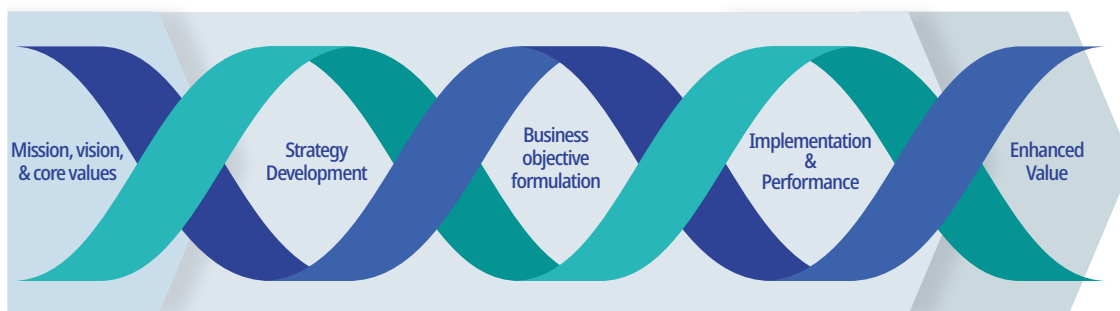 Mission, vision,
& core values
Strategy
Development
Business
objective
formulation
Implementation
&
Performance
Enhanced
Value